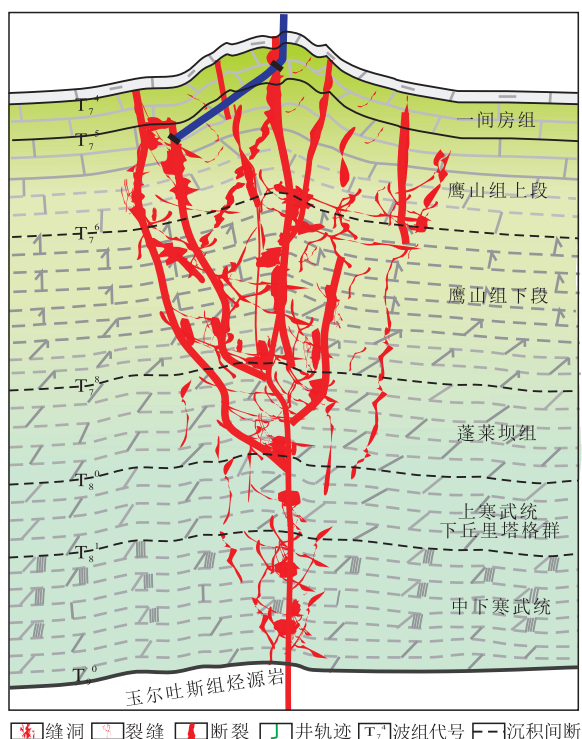 T₇⁴
一间房组
T₇⁵
鹰山组上段
T₇⁶
鹰山组下段
T₇⁸
蓬莱坝组
T₈⁰
上寒武统
下丘里塔格群
T₈¹
中下寒武统
T₉⁰
玉尔吐斯组烃源岩
缝洞 裂缝 断裂 井轨迹 T₇⁴ 波组代号 沉积间断